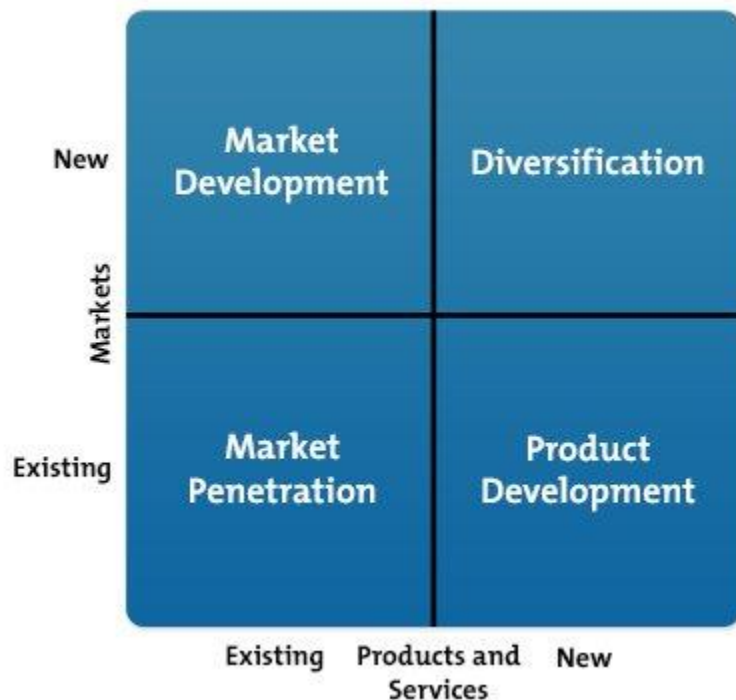 New
Market
Development
Diversification
Markets
Existing
Market
Penetration
Product
Development
Existing
Products and
Services
New